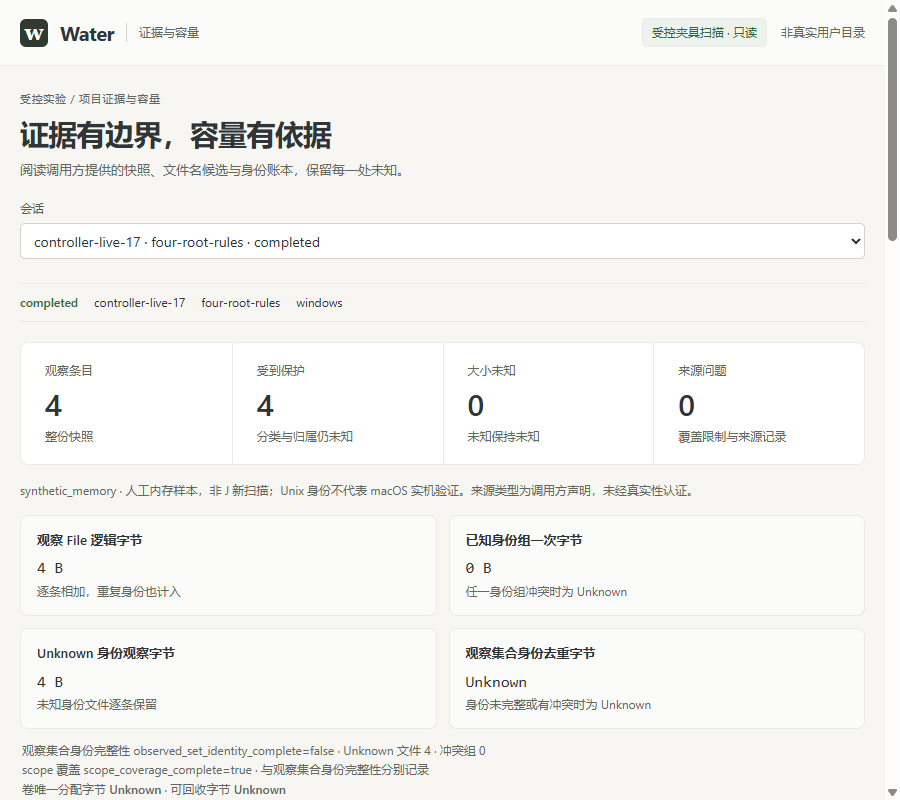 W Water 证据与容量 受控夹具扫描 · 只读 非真实用户目录
受控实验 / 项目证据与容量
证据有边界，容量有依据
阅读调用方提供的快照、文件名候选与身份账本，保留每一处未知。
会话
controller-live-17 · four-root-rules · completed
completed controller-live-17 four-root-rules windows
观察条目 受到保护 大小未知 来源问题
4 4 0 0
整份快照 分类与归属仍未知 未知保持未知 覆盖限制与来源记录
synthetic_memory · 人工内存样本，非 J 新扫描；Unix 身份不代表 macOS 实机验证。来源类型为调用方声明，未经真实性认证。
观察 File 逻辑字节
4 B
逐条相加，重复身份也计入
已知身份组一次字节
0 B
任一身份组冲突时为 Unknown
Unknown 身份观察字节
4 B
未知身份文件逐条保留
观察集合身份去重字节
Unknown
身份未完整或有冲突时为 Unknown
观察集合身份完整性 observed_set_identity_complete=false · Unknown 文件 4 · 冲突组 0
scope 覆盖 scope_coverage_complete=true · 与观察集合身份完整性分别记录
卷唯一分配字节 Unknown · 可回收字节 Unknown